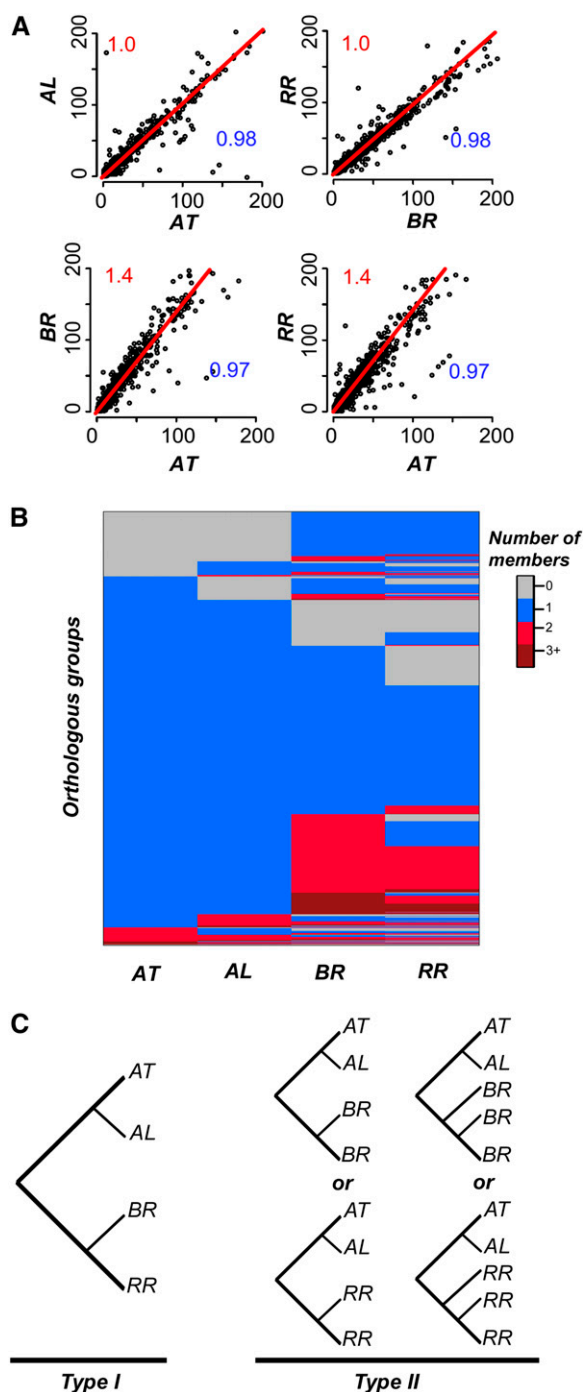 A
1.0
0.98
AL
0 100 200
0 100 200
AT
1.0
0.98
RR
0 100 200
0 100 200
BR
1.4
0.97
BR
0 100 200
0 100 200
AT
1.4
0.97
RR
0 100 200
0 100 200
AT
B
Orthologous groups
AT AL BR RR
Number of
members
0
1
2
3+
C
AT
AL
BR
RR
Type I
AT
AL
BR
BR
or
AT
AL
RR
RR
AT
AL
BR
BR
BR
or
AT
AL
RR
RR
RR
Type II